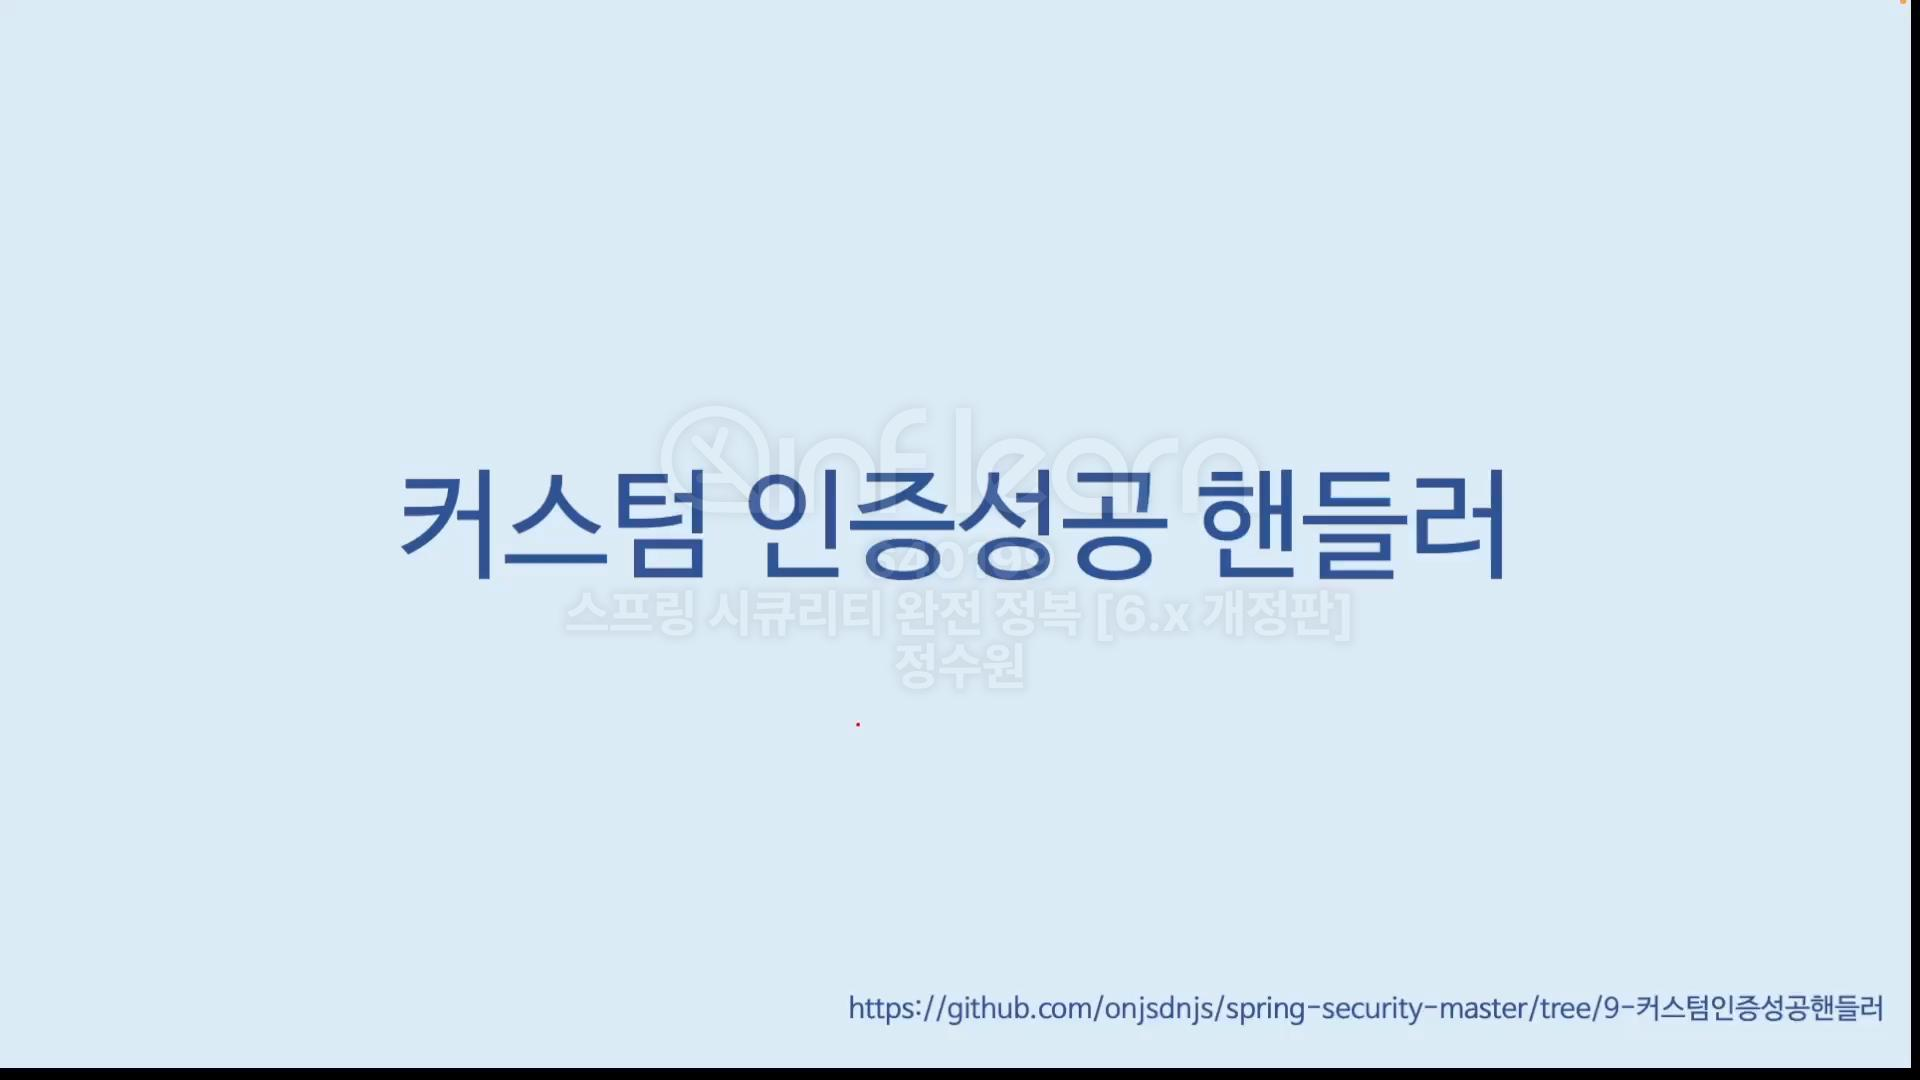 inflearn
커스텀 인증성공 핸들러
640199
스프링 시큐리티 완전 정복 [6.x 개정판]
정수원
https://github.com/onjsdnjs/spring-security-master/tree/9-커스텀인증성공핸들러